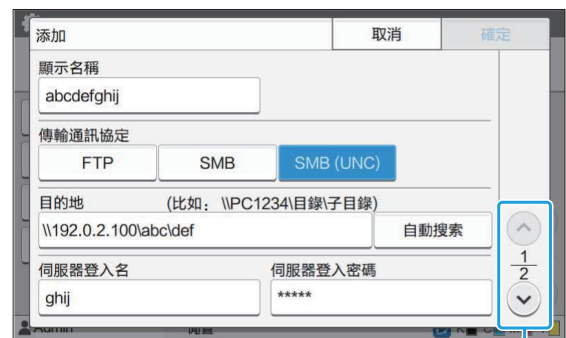 添加 取消 確定
顯示名稱
abcdefghij
傳輸通訊協定
FTP SMB SMB (UNC)
目的地 (比如： \\PC1234\目錄\子目錄)
\\192.0.2.100\abc\def 自動搜索
1
2
伺服器登入名 伺服器登入密碼
ghij *****
Admin